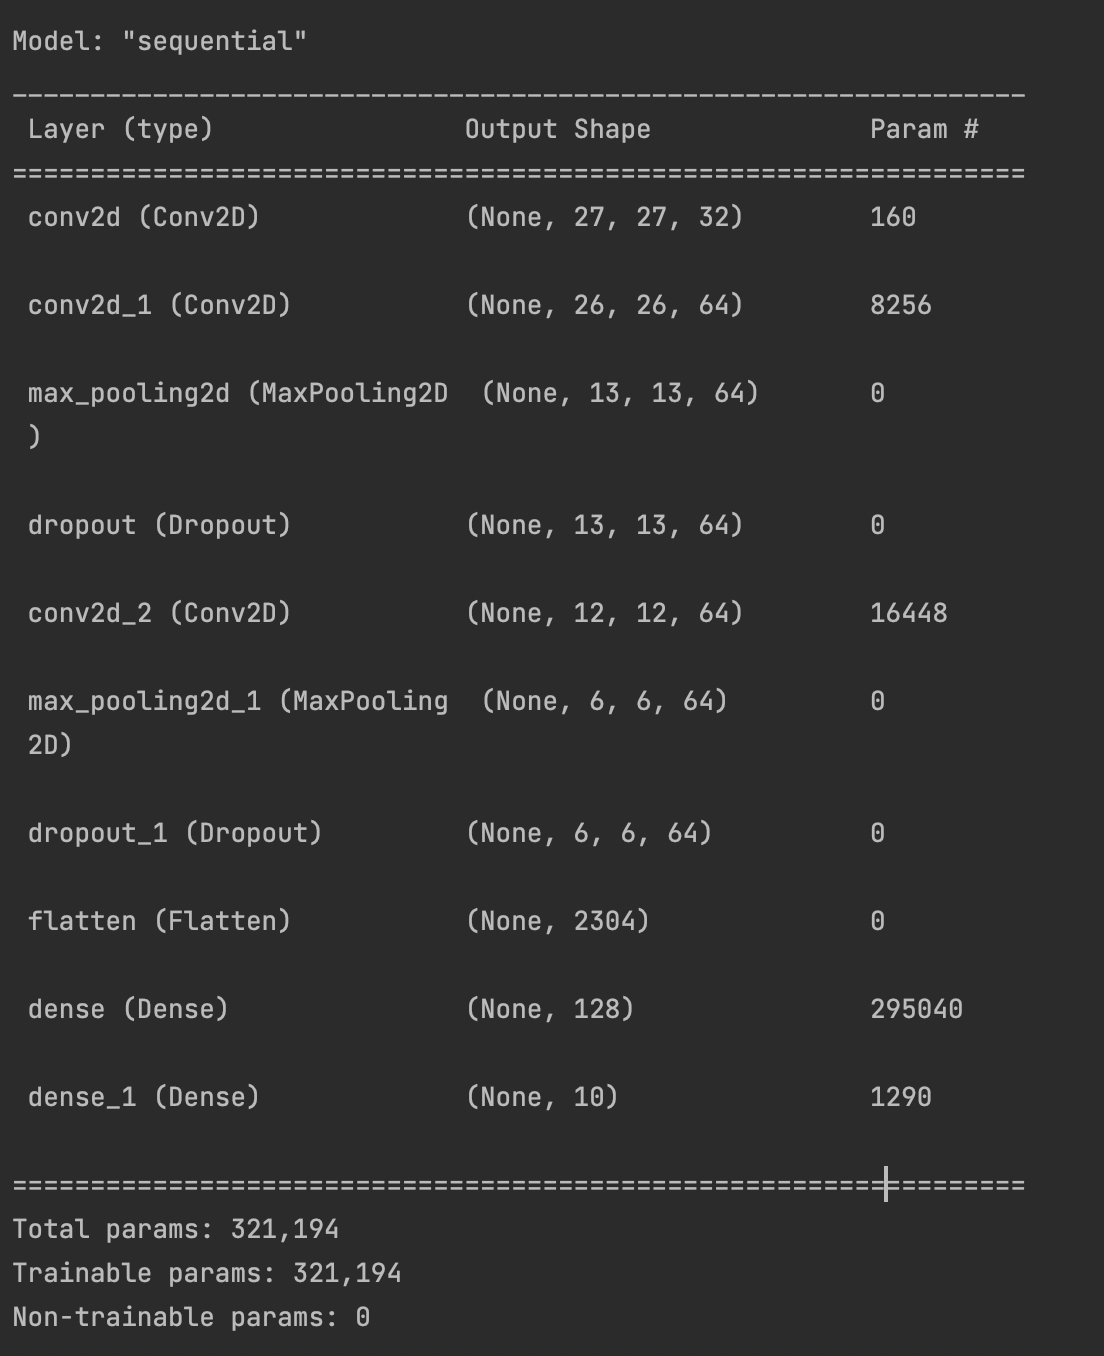 Model: "sequential"
_________________________________________________________________
Layer (type) Output Shape Param #
=================================================================
conv2d (Conv2D) (None, 27, 27, 32) 160
conv2d_1 (Conv2D) (None, 26, 26, 64) 8256
max_pooling2d (MaxPooling2D (None, 13, 13, 64) 0
)
dropout (Dropout) (None, 13, 13, 64) 0
conv2d_2 (Conv2D) (None, 12, 12, 64) 16448
max_pooling2d_1 (MaxPooling (None, 6, 6, 64) 0
2D)
dropout_1 (Dropout) (None, 6, 6, 64) 0
flatten (Flatten) (None, 2304) 0
dense (Dense) (None, 128) 295040
dense_1 (Dense) (None, 10) 1290
=================================================================
Total params: 321,194
Trainable params: 321,194
Non-trainable params: 0